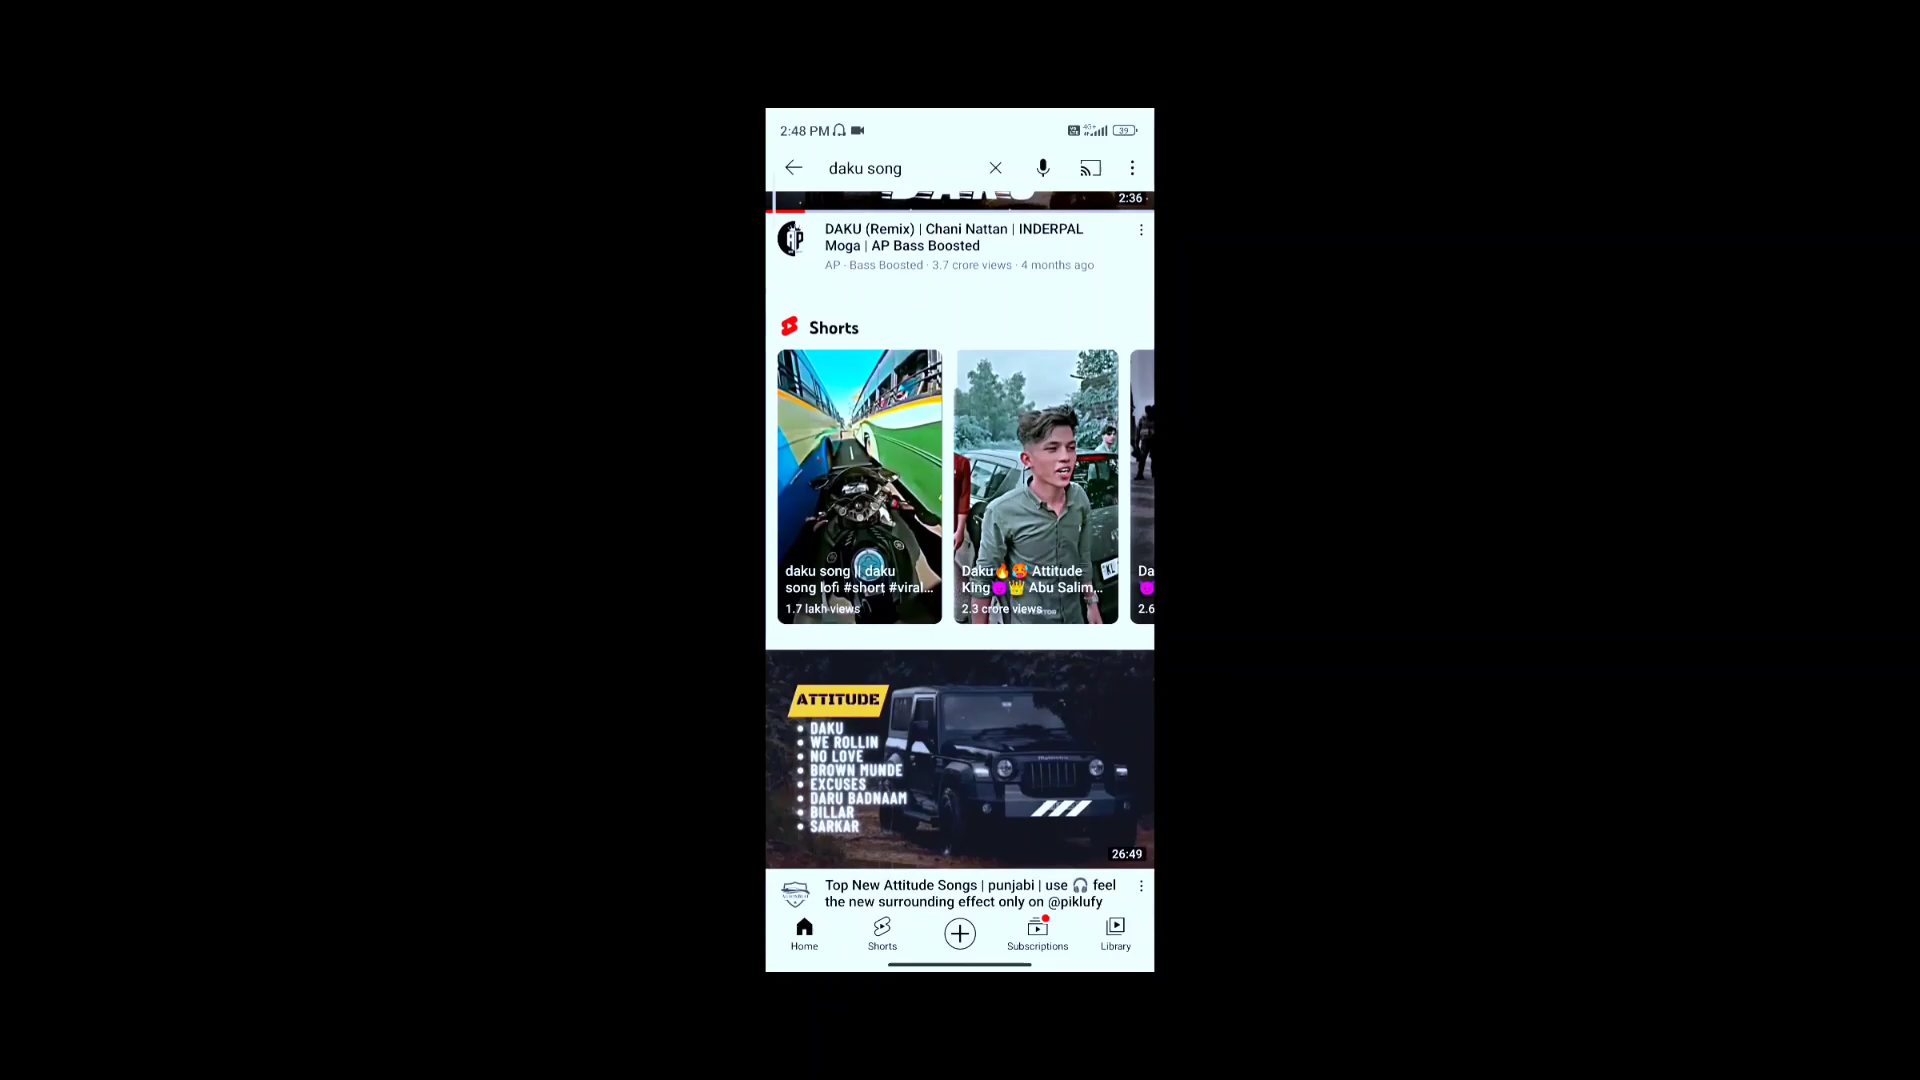 2:48 PM
4G+
39
daku song
2:36
DAKU (Remix) | Chani Nattan | INDERPAL
Moga | AP Bass Boosted
AP - Bass Boosted · 3.7 crore views · 4 months ago
Shorts
daku song || daku
song lofi #short #viral...
1.7 lakh views
Daku🔥🥵 Attitude
King😈👑 Abu Salim...
2.3 crore views
KL
Da
😈
2.6
ATTITUDE
• DAKU
• WE ROLLIN
• NO LOVE
• BROWN MUNDE
• EXCUSES
• DARU BADNAAM
• BILLAR
• SARKAR
26:49
Top New Attitude Songs | punjabi | use 🎧 feel
the new surrounding effect only on @piklufy
Home
Shorts
Subscriptions
Library